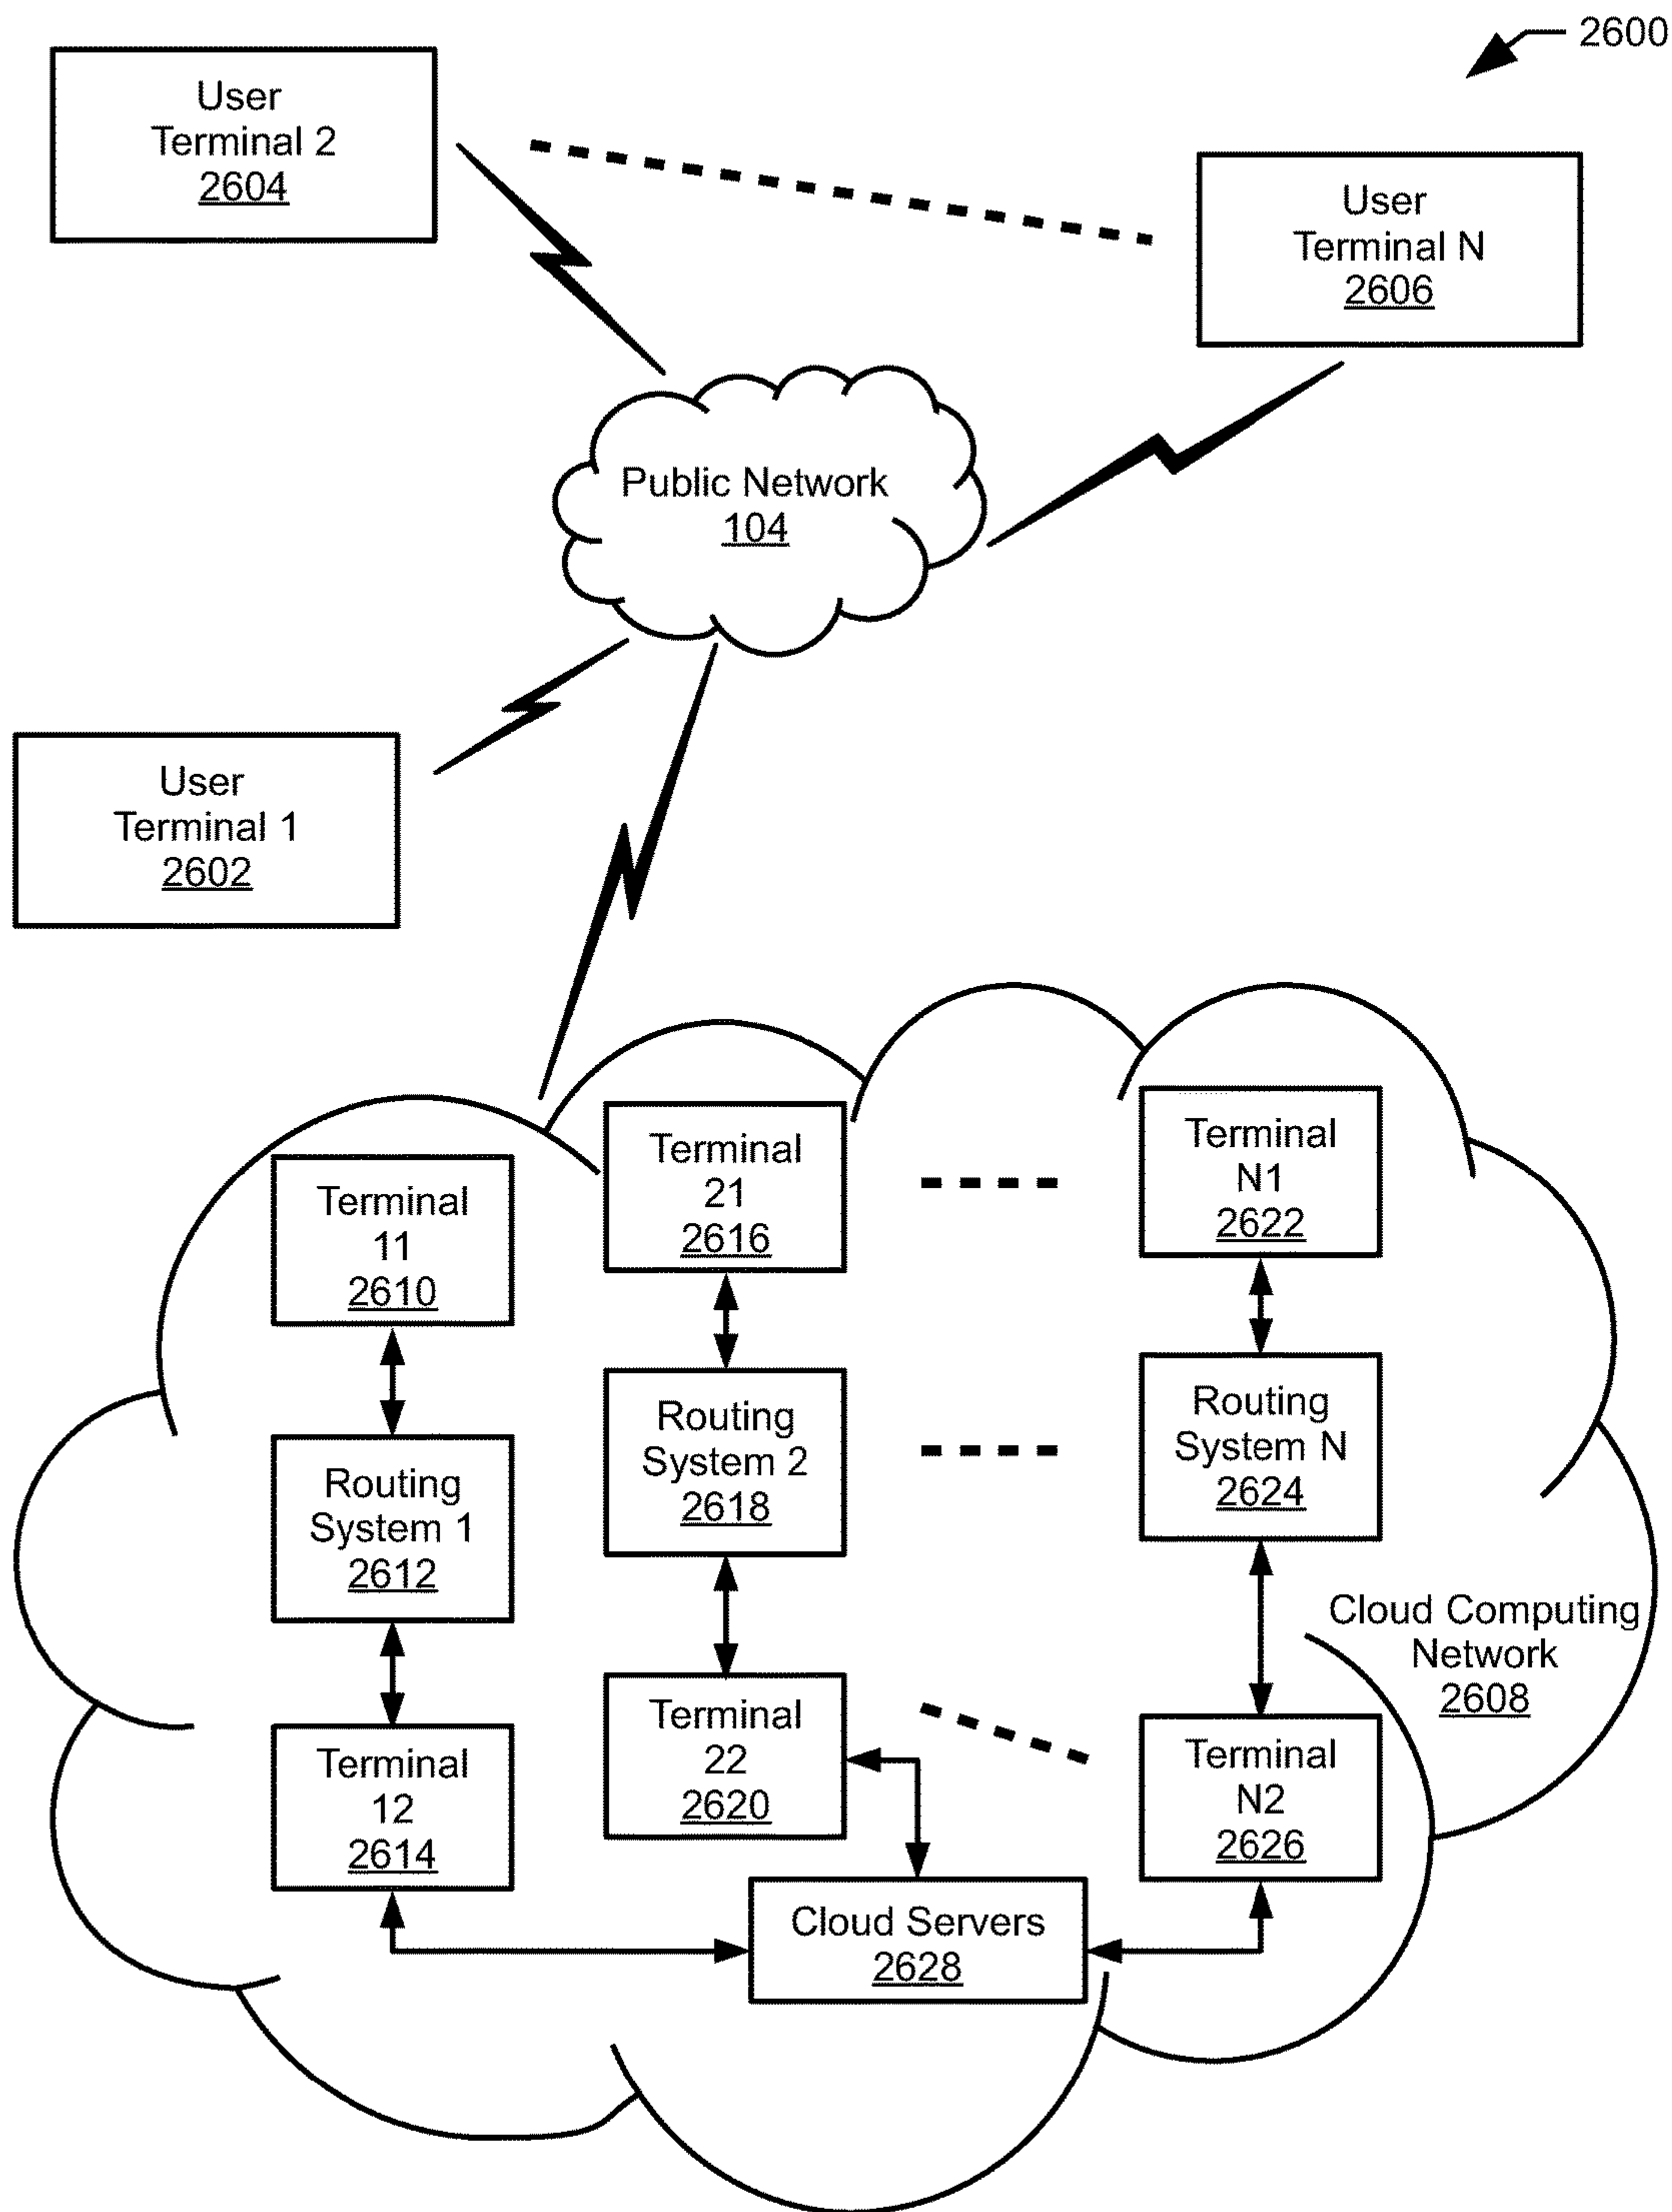 2600
User
Terminal 2
2604
User
Terminal N
2606
Public Network
104
User
Terminal 1
2602
Terminal
11
2610
Terminal
21
2616
Terminal
N1
2622
Routing
System 1
2612
Routing
System 2
2618
Routing
System N
2624
Cloud Computing
Network
2608
Terminal
12
2614
Terminal
22
2620
Terminal
N2
2626
Cloud Servers
2628